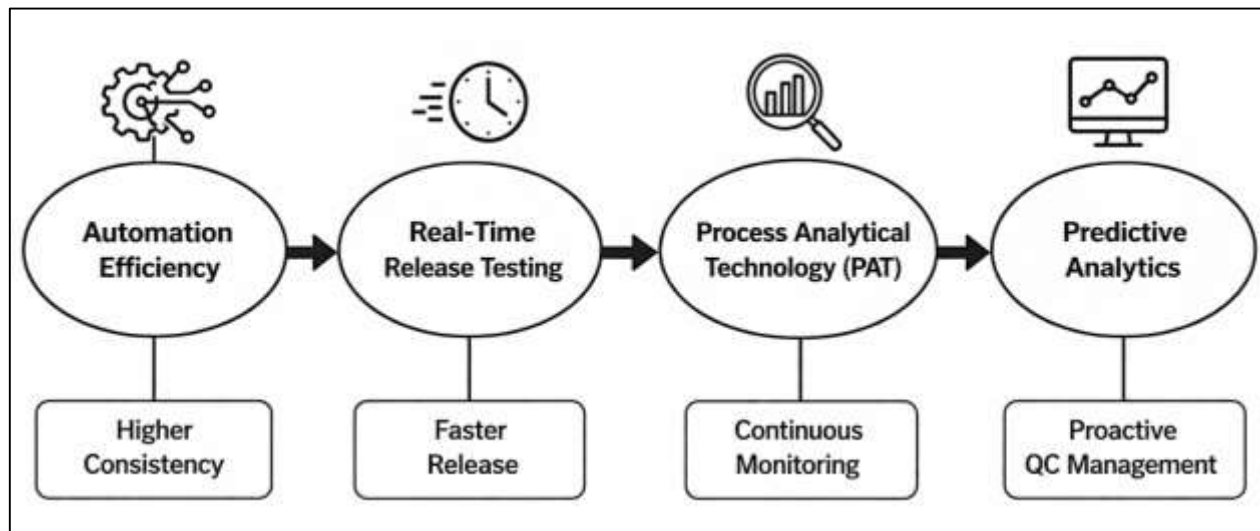 Automation
Efficiency
Real-Time
Release Testing
Process Analytical
Technology (PAT)
Predictive
Analytics
Higher
Consistency
Faster
Release
Continuous
Monitoring
Proactive
QC Management